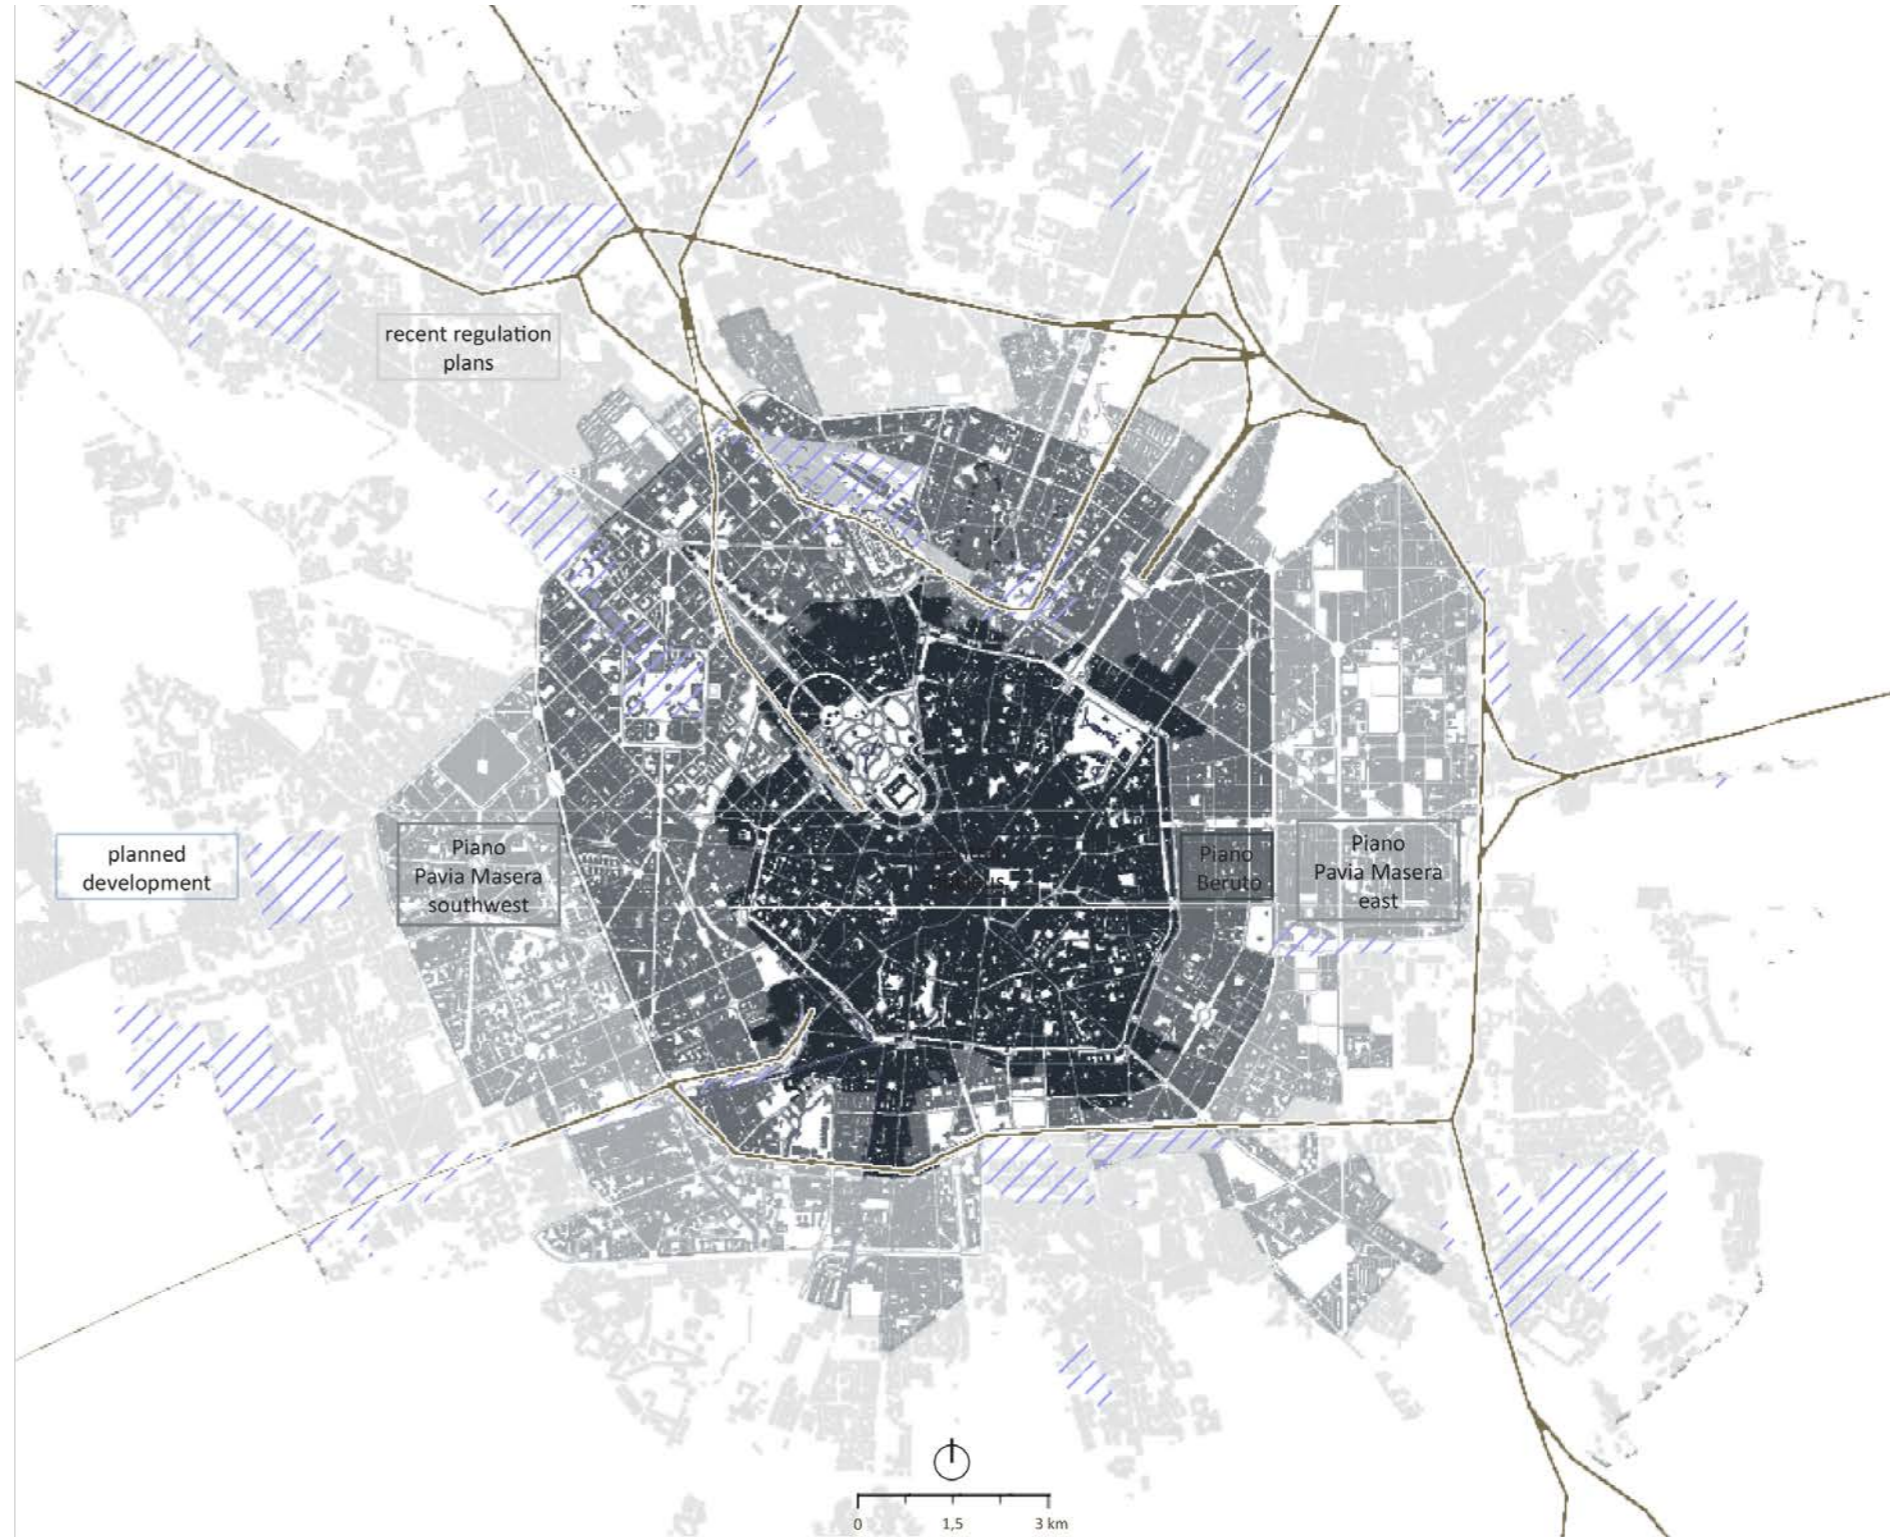 recent regulation
plans
planned
development
Piano
Pavia Masera
southwest
Piano
Beruto
Piano
Pavia Masera
east
0 1,5 3 km